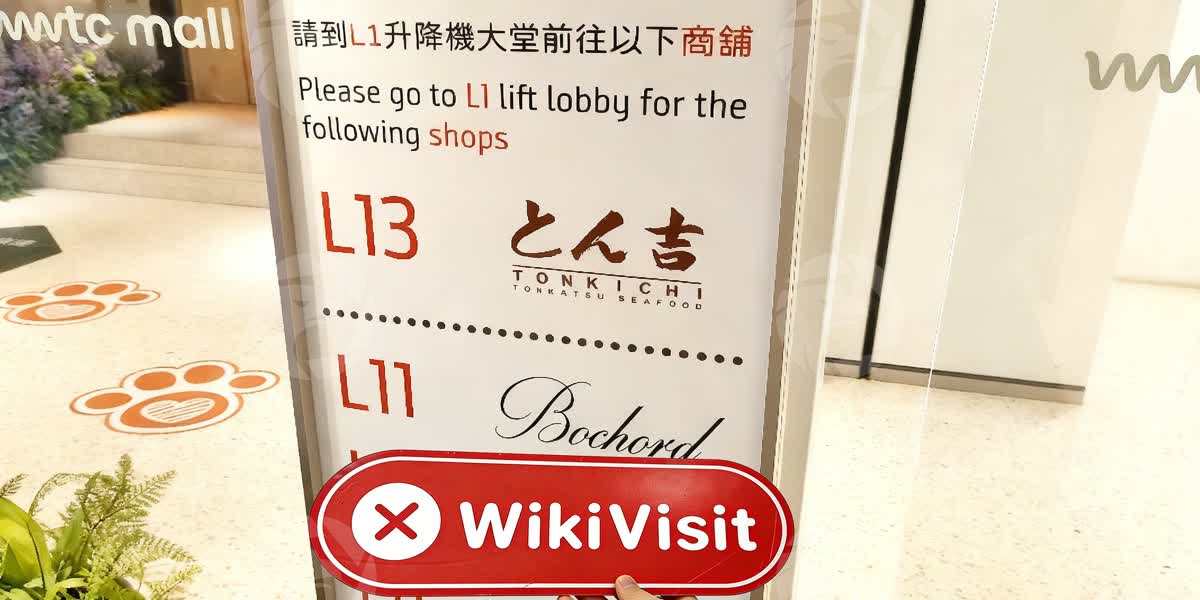 wwtc mall
請到L1升降機大堂前往以下商舖
Please go to L1 lift lobby for the
following shops
L13
とん吉
TONKICHI
TONKATSU SEAFOOD
L11
Bochord
WikiVisit